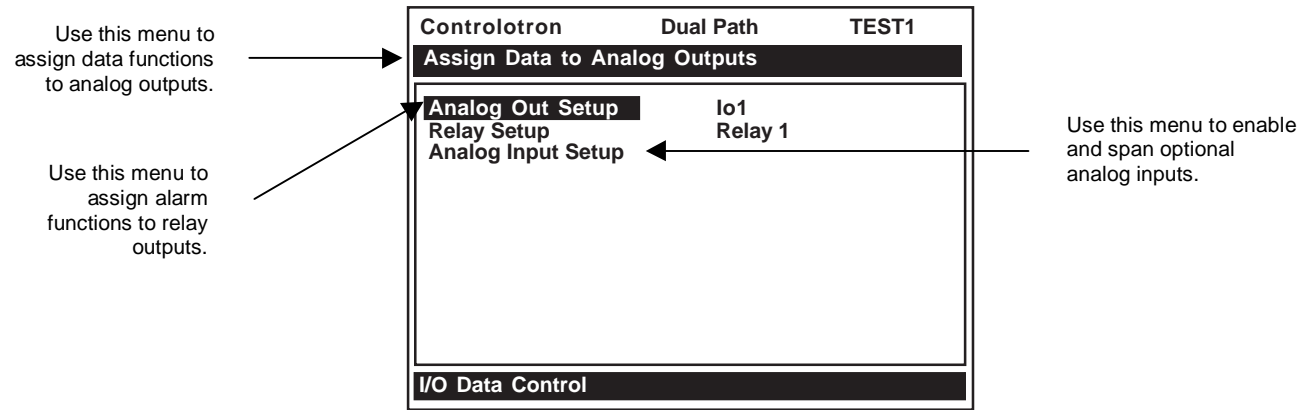 Use this menu to
assign data functions
to analog outputs.
Use this menu to
assign alarm
functions to relay
outputs.
Controlotron Dual Path TEST1
Assign Data to Analog Outputs
Analog Out Setup Io1
Relay Setup Relay 1
Analog Input Setup
I/O Data Control
Use this menu to enable
and span optional
analog inputs.